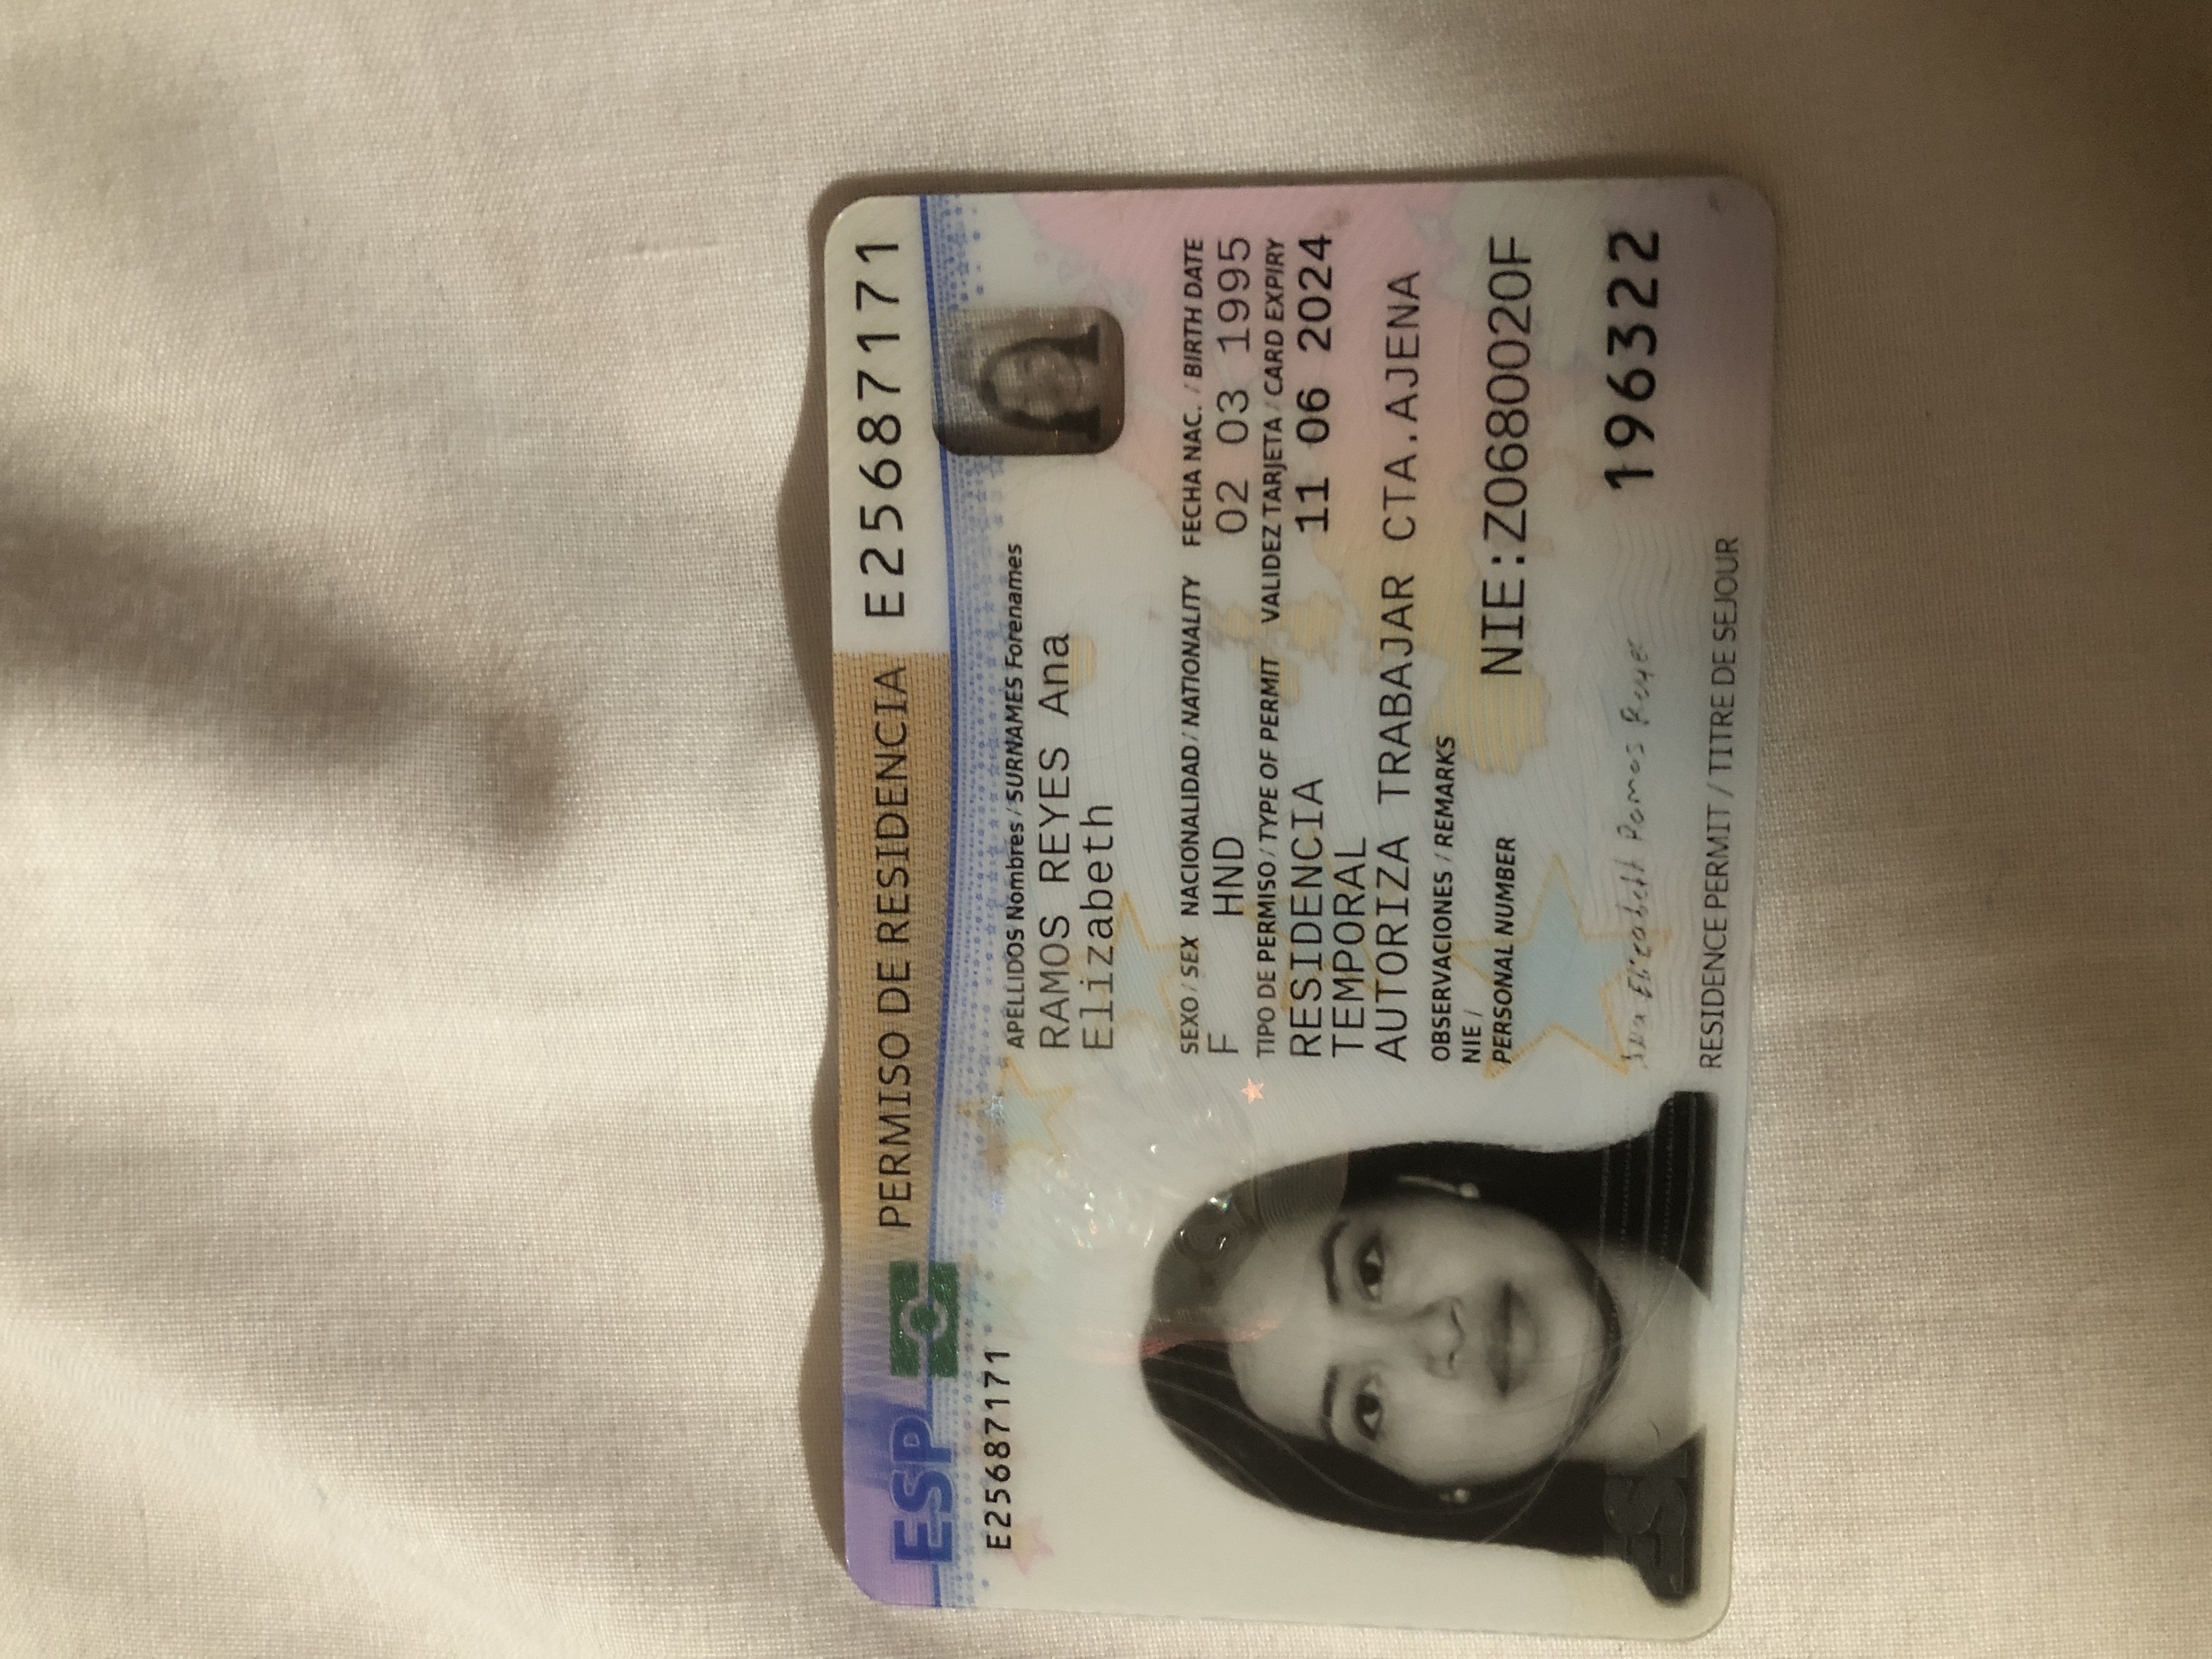 ESP PERMISO DE RESIDENCIA E25687171
E25687171
APELLIDOS Nombres / SURNAMES Forenames
RAMOS REYES Ana
Elizabeth
SEXO / SEX NACIONALIDAD / NATIONALITY FECHA NAC. / BIRTH DATE
F HND 02 03 1995
TIPO DE PERMISO / TYPE OF PERMIT VALIDEZ TARJETA / CARD EXPIRY
RESIDENCIA 11 06 2024
TEMPORAL
AUTORIZA TRABAJAR CTA.AJENA
OBSERVACIONES / REMARKS
NIE /
PERSONAL NUMBER NIE:Z0680020F
Ana Elizabeth Ramos Reyes
196322
RESIDENCE PERMIT / TITRE DE SEJOUR